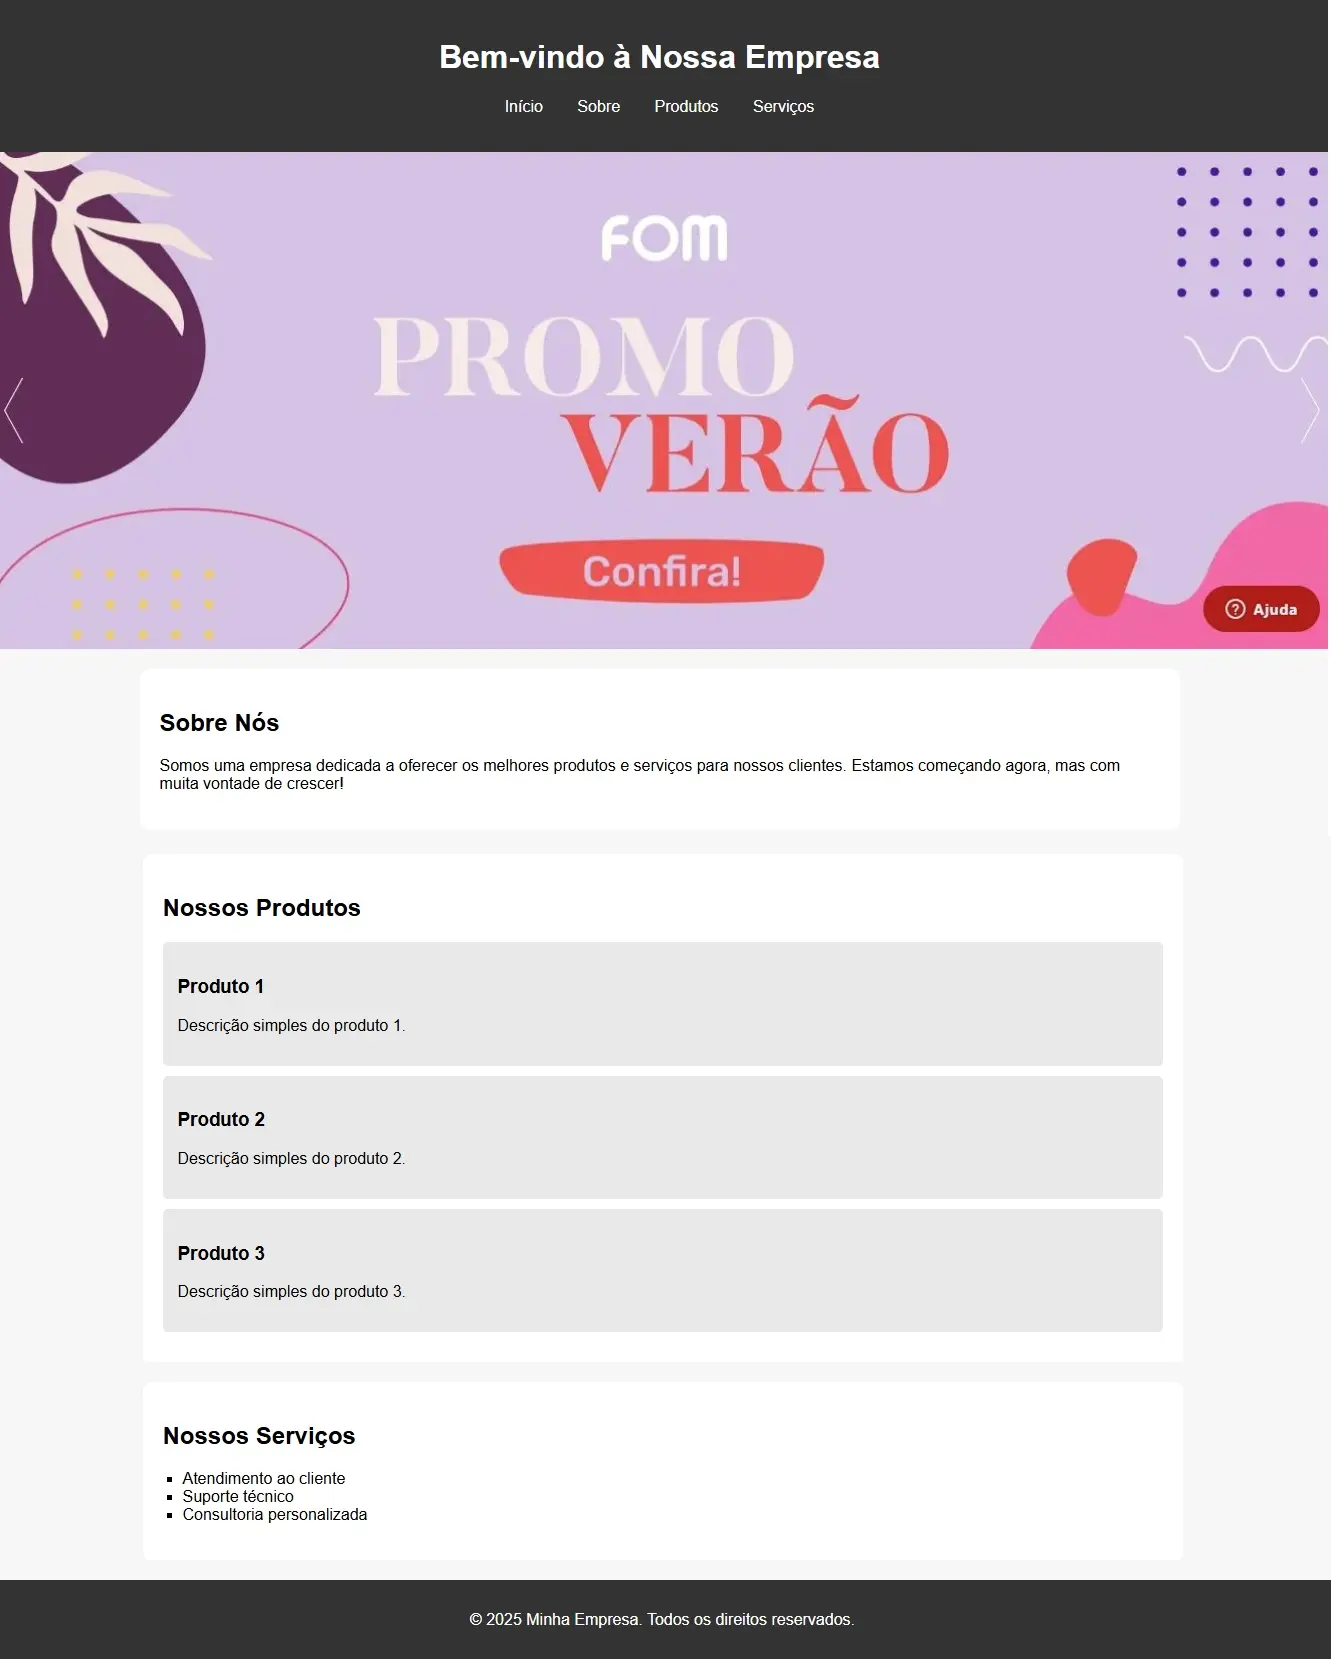 Bem-vindo à Nossa Empresa
Início Sobre Produtos Serviços
FOM
PROMO
VERÃO
Confira!
Ajuda
Sobre Nós
Somos uma empresa dedicada a oferecer os melhores produtos e serviços para nossos clientes. Estamos começando agora, mas com
muita vontade de crescer!
Nossos Produtos
Produto 1
Descrição simples do produto 1.
Produto 2
Descrição simples do produto 2.
Produto 3
Descrição simples do produto 3.
Nossos Serviços
Atendimento ao cliente
Suporte técnico
Consultoria personalizada
© 2025 Minha Empresa. Todos os direitos reservados.